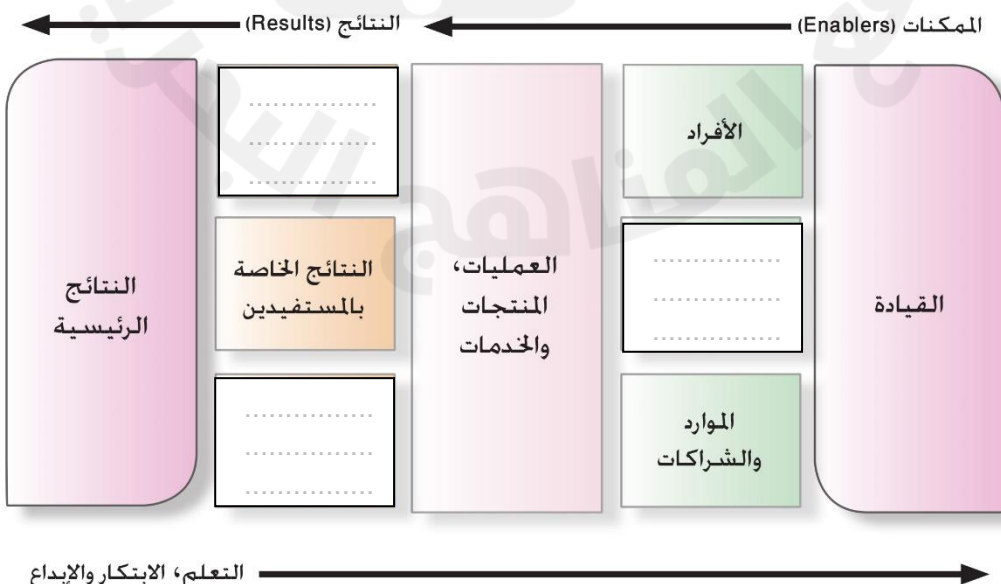 الممكنات (Enablers)
النتائج (Results)
القيادة
الأفراد
الموارد
والشراكات
العمليات،
المنتجات
والخدمات
النتائج الخاصة
بالمستفيدين
النتائج
الرئيسية
التعلم، الابتكار والإبداع
المناهج